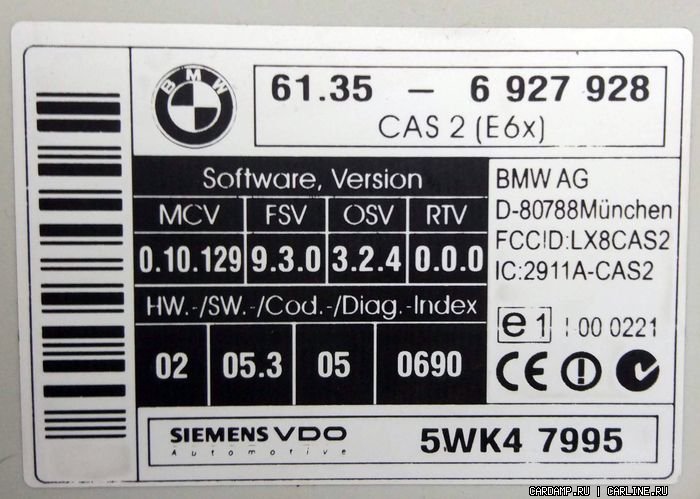 BMW
61.35 – 6 927 928
CAS 2 (E6x)
Software, Version
MCV FSV OSV RTV
0.10.129 9.3.0 3.2.4 0.0.0
HW.-/SW.-/Cod.-/Diag.-Index
02 05.3 05 0690
BMW AG
D-80788München
FCCID:LX8CAS2
IC:2911A-CAS2
e1 I 00 0221
CE
SIEMENS VDO
Automotive
5WK4 7995
CARDAMP.RU | CARLINE.RU